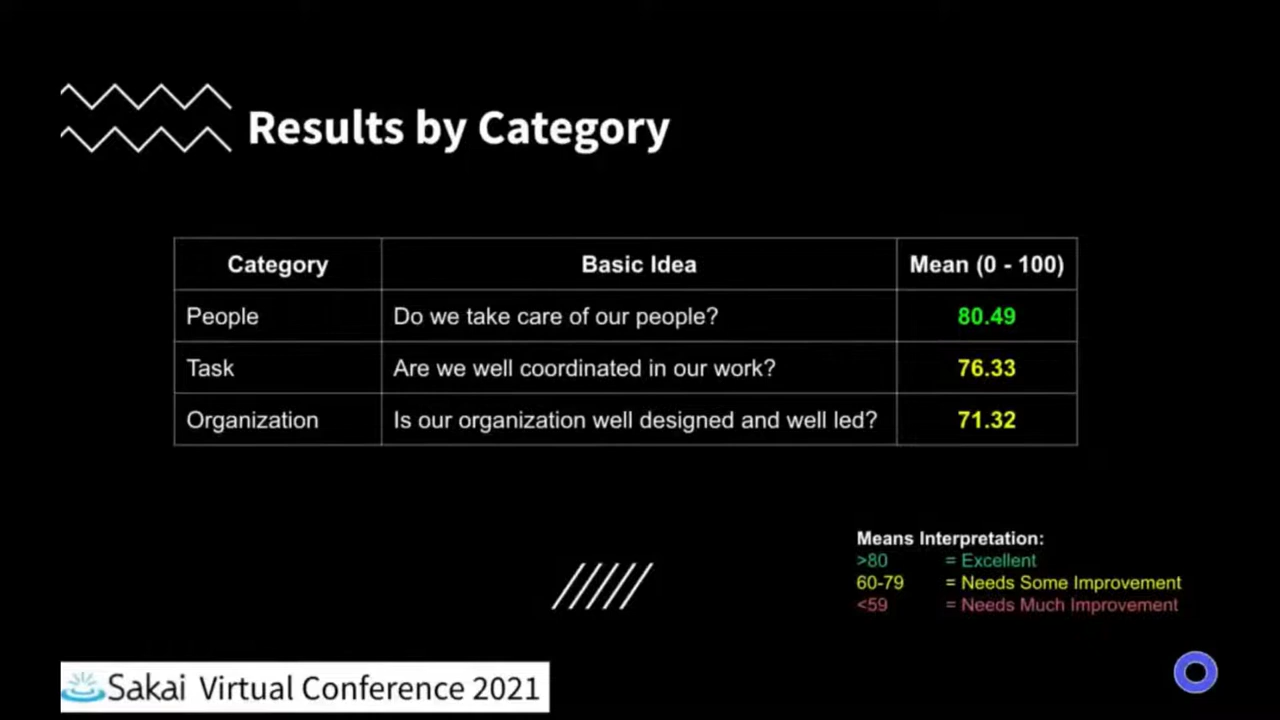 Results by Category
Category Basic Idea Mean (0 - 100)
People Do we take care of our people? 80.49
Task Are we well coordinated in our work? 76.33
Organization Is our organization well designed and well led? 71.32
Means Interpretation:
>80 = Excellent
60-79 = Needs Some Improvement
<59 = Needs Much Improvement
Sakai Virtual Conference 2021